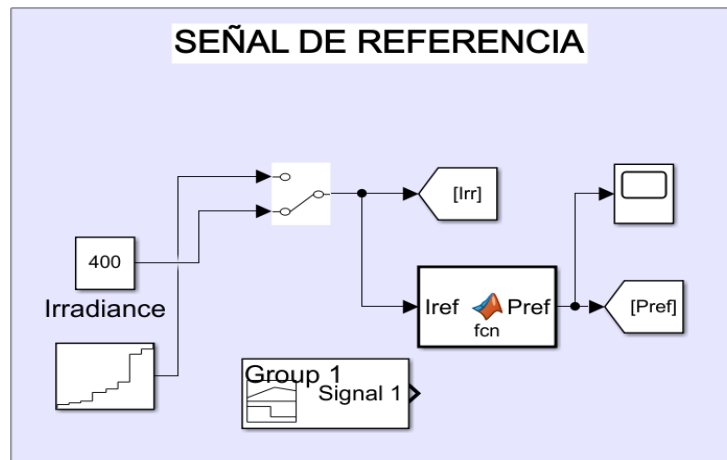 SEÑAL DE REFERENCIA
[Irr]
400
Irradiance
Iref Pref
fcn
[Pref]
Group 1
Signal 1